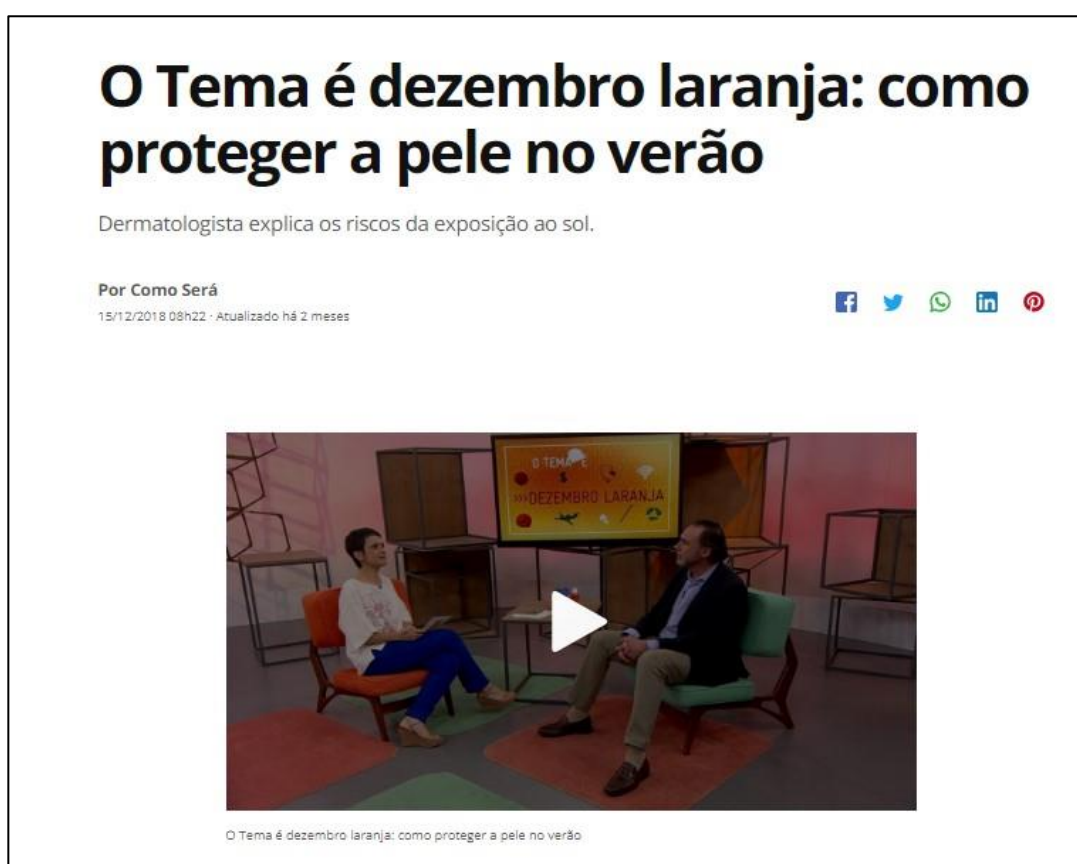 O Tema é dezembro laranja: como
proteger a pele no verão
Dermatologista explica os riscos da exposição ao sol.
Por Como Será
15/12/2018 08h22 · Atualizado há 2 meses
O TEMA É
>>>DEZEMBRO LARANJA
O Tema é dezembro laranja: como proteger a pele no verão